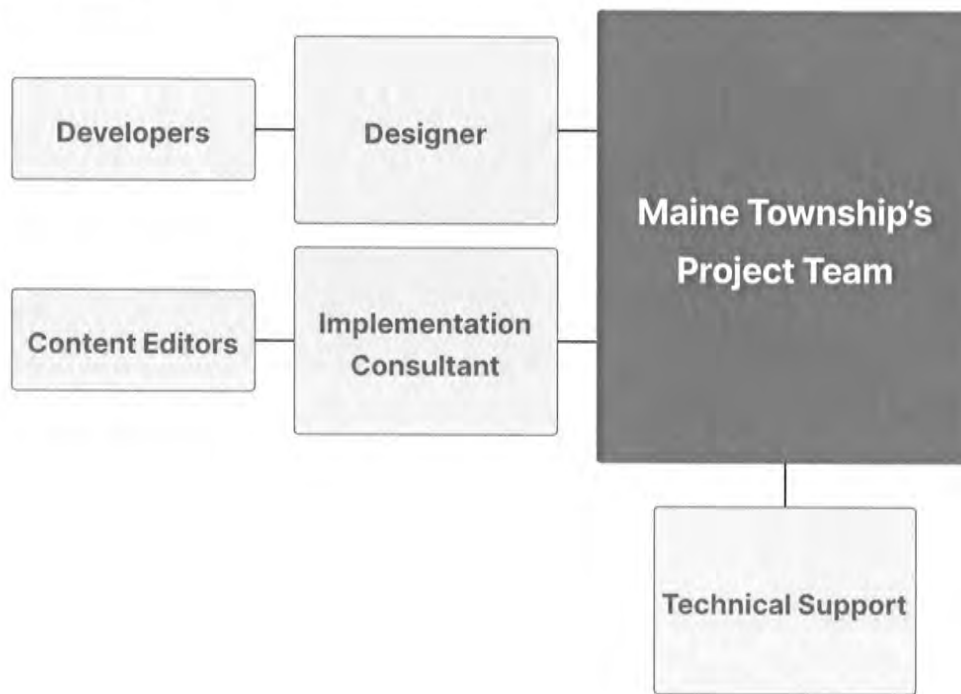 Developers
Designer
Maine Township's
Project Team
Content Editors
Implementation
Consultant
Technical Support